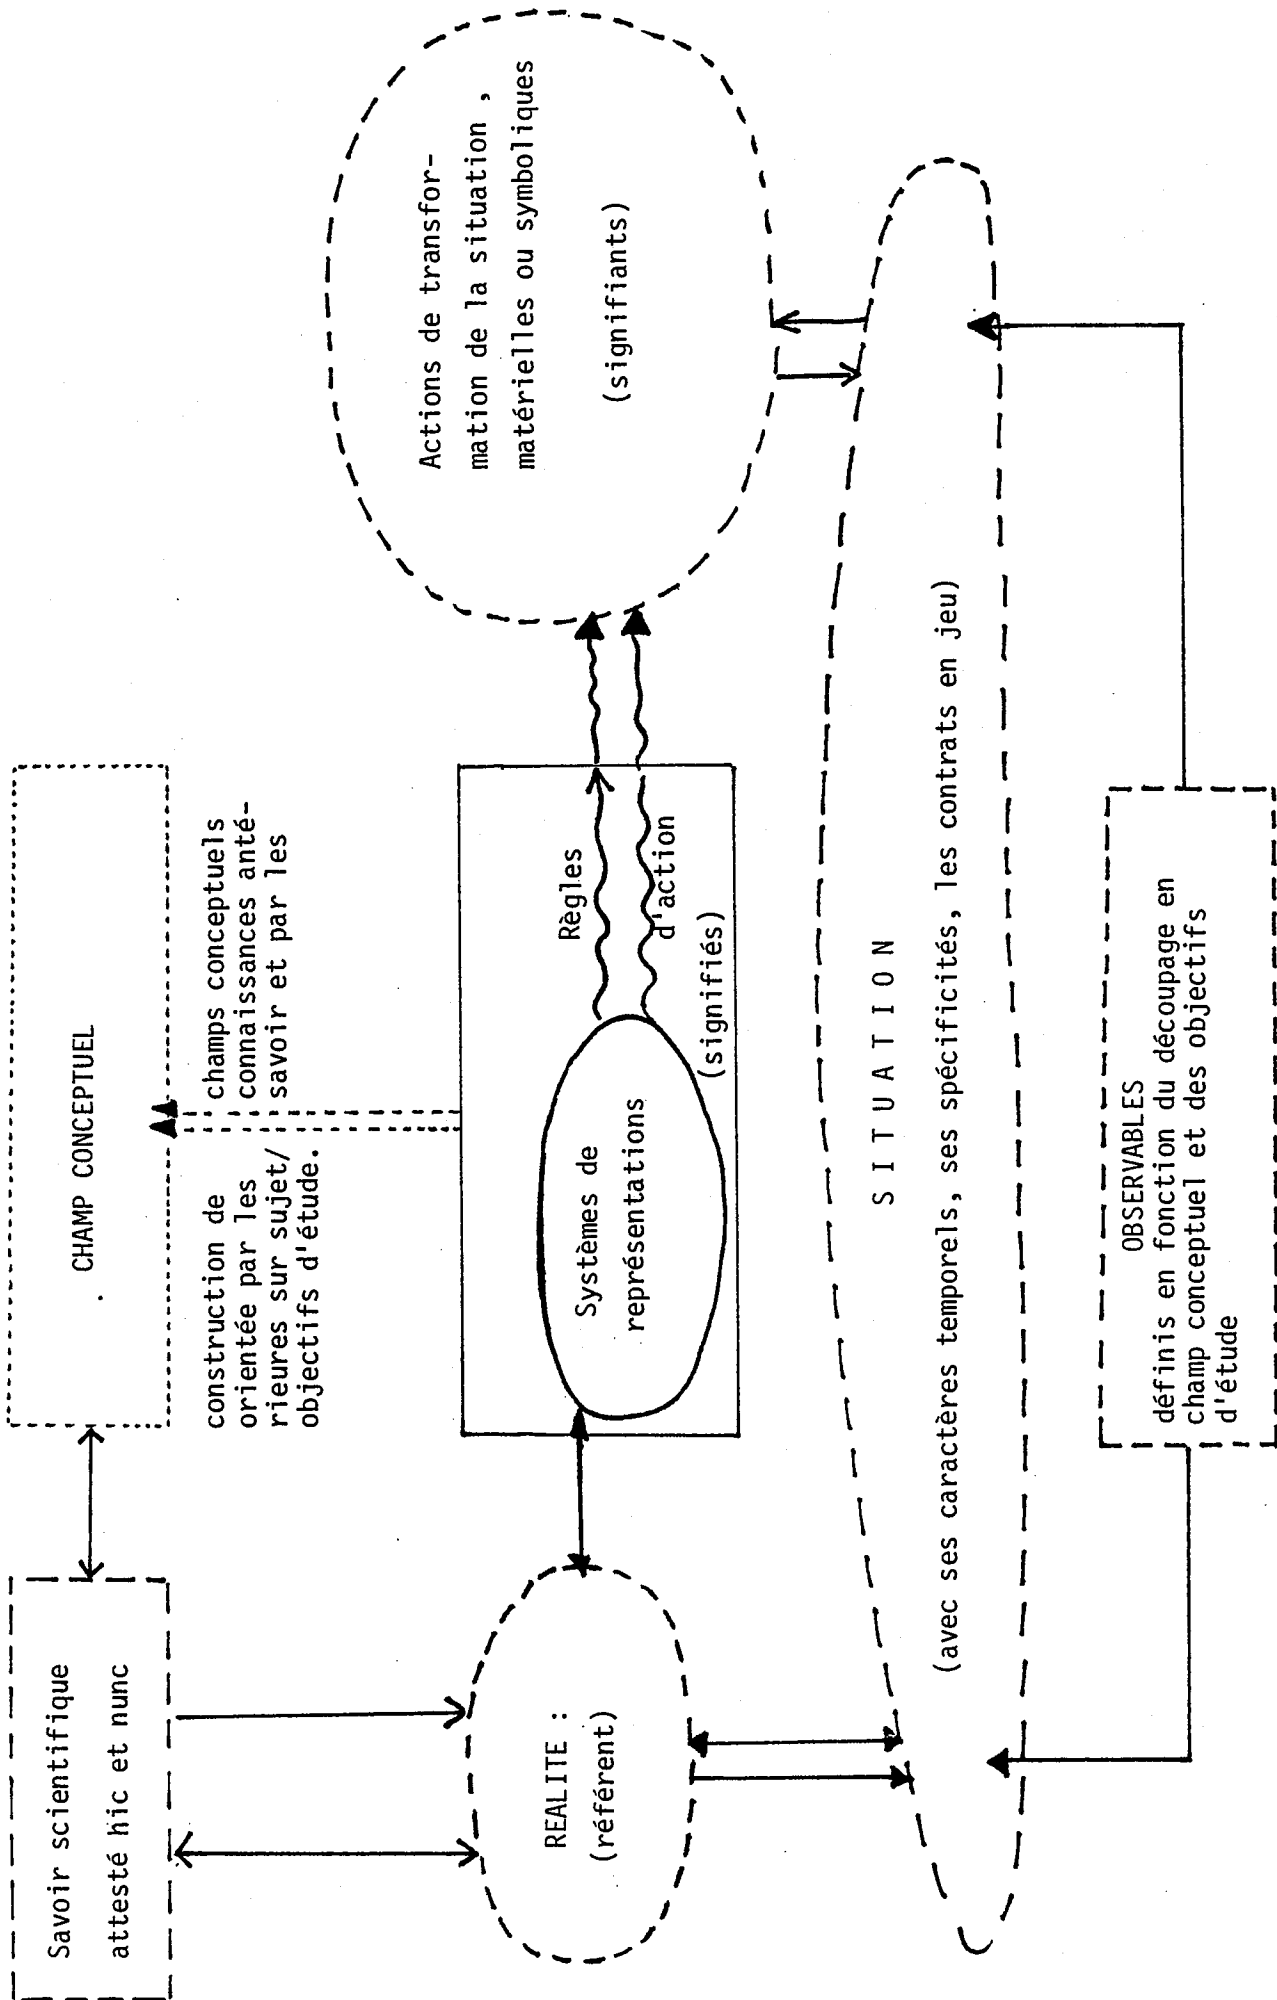 Savoir scientifique
attesté hic et nunc
CHAMP CONCEPTUEL
construction de champs conceptuels
orientée par les connaissances anté-
rieures sur sujet/savoir et par les
objectifs d'étude.
REALITE :
(référent)
Systèmes de
représentations
Règles
d'action
(signifiés)
Actions de transfor-
mation de la situation ,
matérielles ou symboliques
(signifiants)
S I T U A T I O N
(avec ses caractères temporels, ses spécificités, les contrats en jeu)
OBSERVABLES
définis en fonction du découpage en
champ conceptuel et des objectifs
d'étude